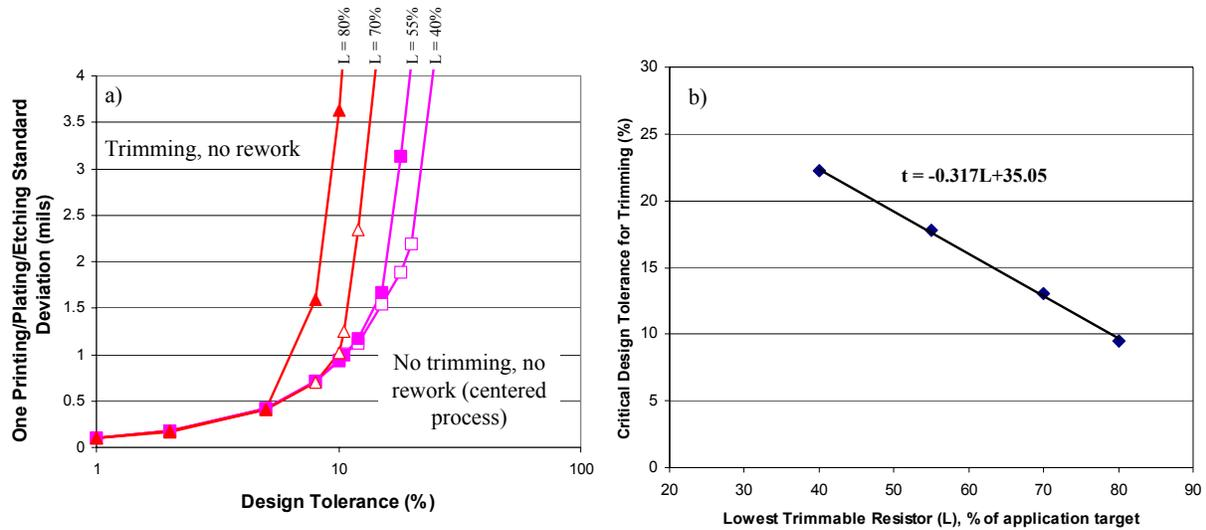 L = 80%
L = 70%
L = 55%
L = 40%
a)
4
3.5
3
2.5
2
1.5
1
0.5
0
Trimming, no rework
No trimming, no
rework (centered
process)
1
10
100
Design Tolerance (%)
One Printing/Plating/Etching Standard
Deviation (mils)
b)
30
25
20
15
10
5
0
t = -0.317L+35.05
20
30
40
50
60
70
80
90
Lowest Trimmable Resistor (L), % of application target
Critical Design Tolerance for Trimming (%)